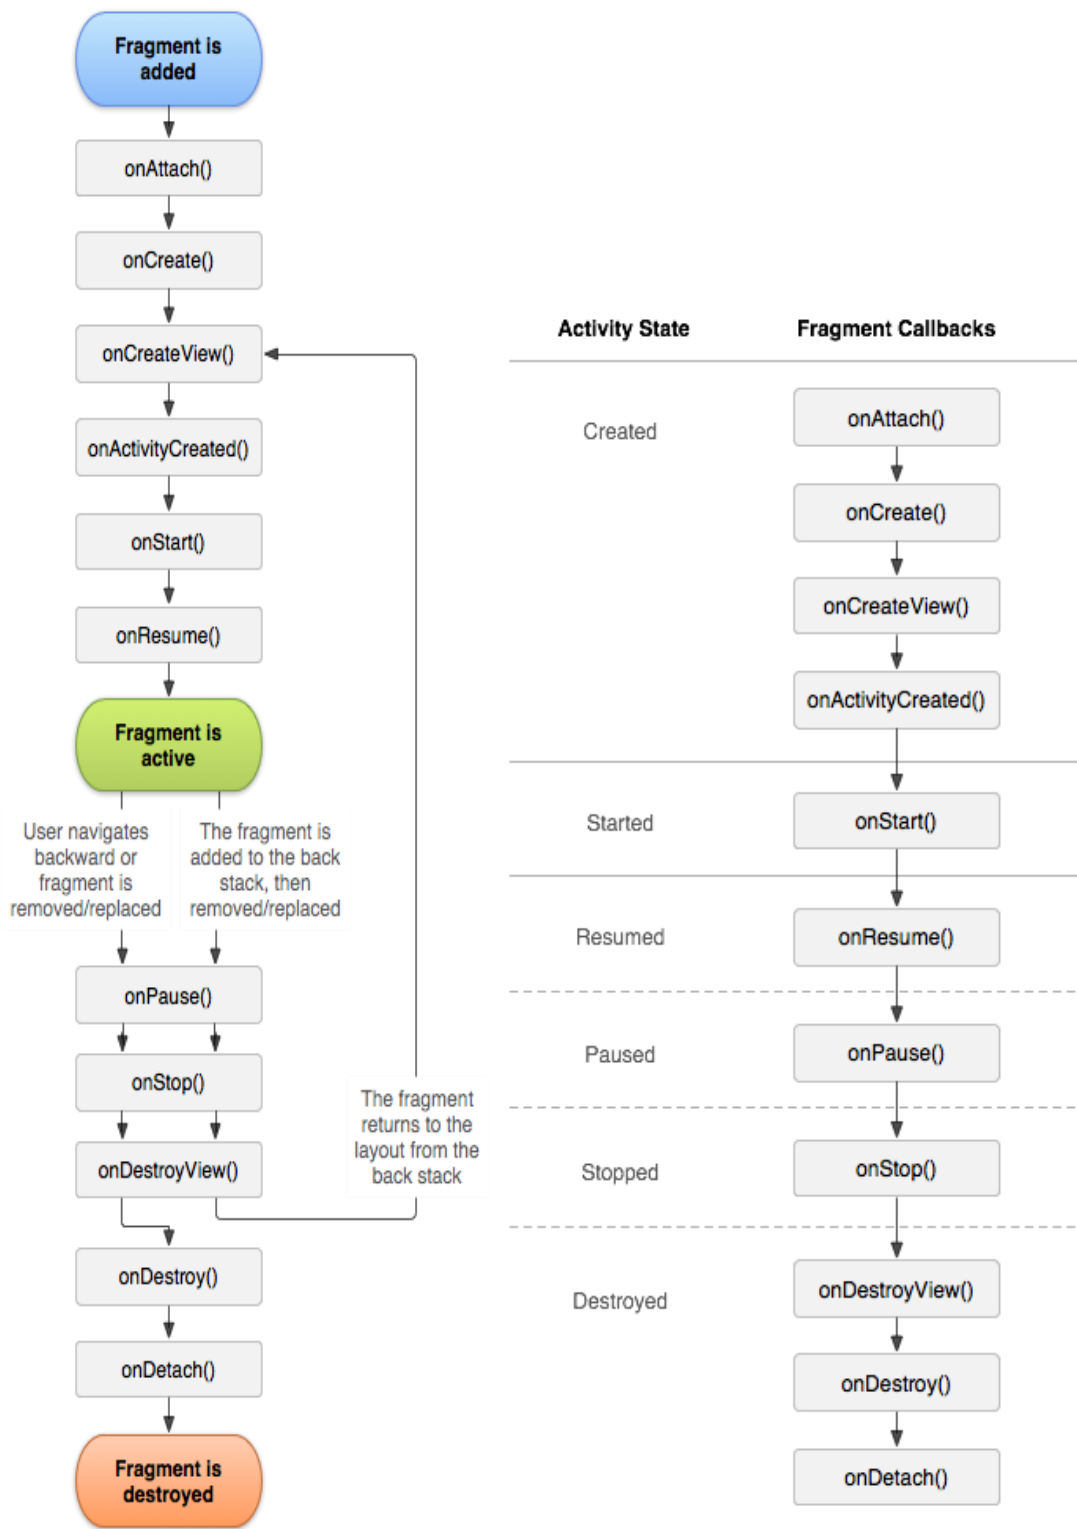 Fragment is
added
onAttach()
onCreate()
onCreateView()
onActivityCreated()
onStart()
onResume()
Fragment is
active
User navigates
backward or
fragment is
removed/replaced
The fragment is
added to the back
stack, then
removed/replaced
onPause()
onStop()
onDestroyView()
The fragment
returns to the
layout from the
back stack
onDestroy()
onDetach()
Fragment is
destroyed
Activity State
Fragment Callbacks
Created
onAttach()
onCreate()
onCreateView()
onActivityCreated()
Started
onStart()
Resumed
onResume()
Paused
onPause()
Stopped
onStop()
Destroyed
onDestroyView()
onDestroy()
onDetach()